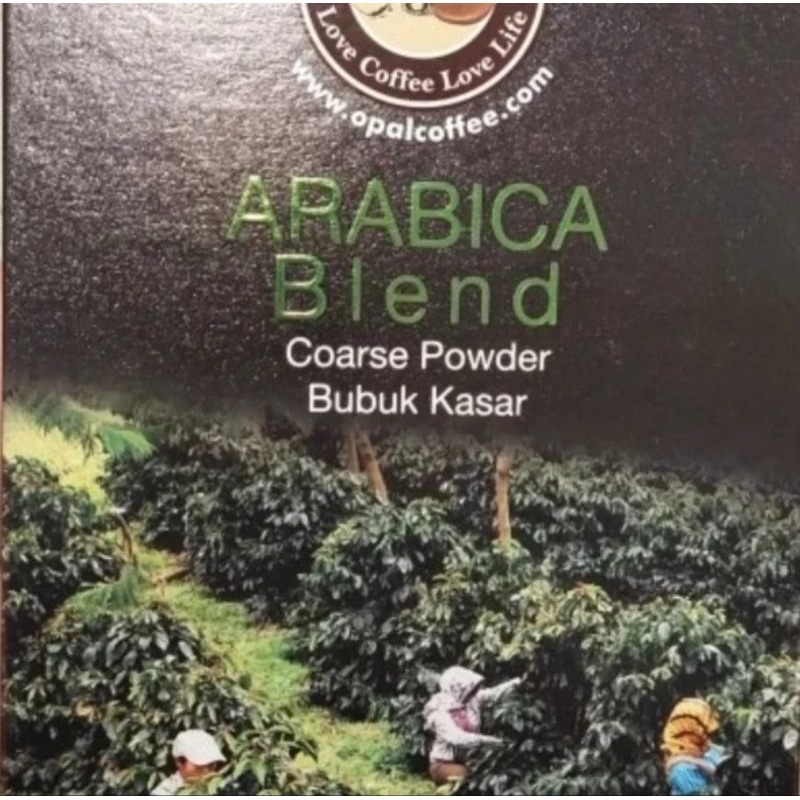 Love Coffee Love Life
www.opalcoffee.com
ARABICA
Blend
Coarse Powder
Bubuk Kasar